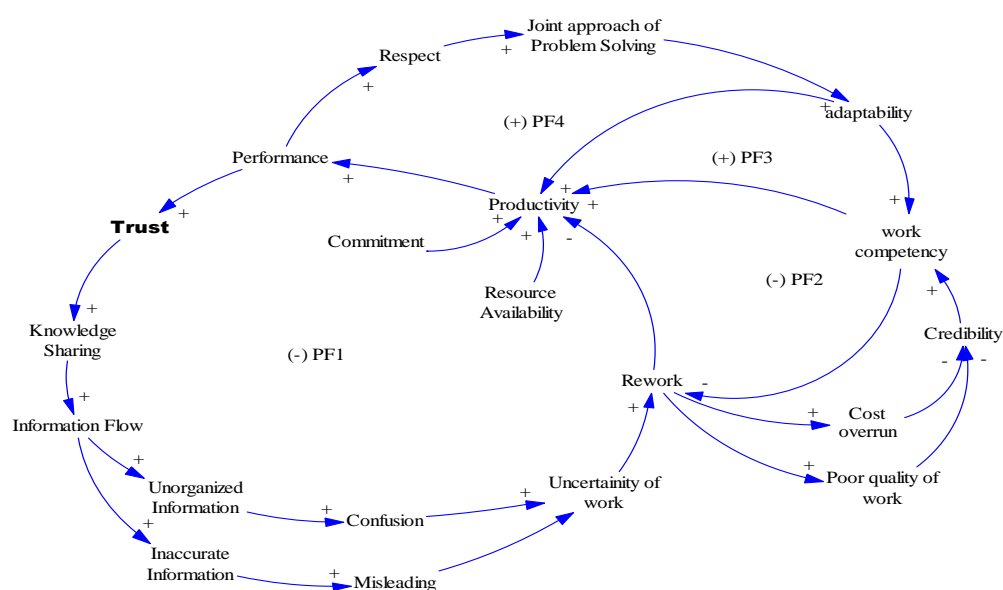 Joint approach of
Problem Solving
+
Respect
+
+
adaptability
(+) PF4
(+) PF3
Performance
+
+
+
+
+
Productivity
Trust
+
+
-
Commitment
work
competency
(-) PF2
Resource
Availability
+
+
Knowledge
Sharing
Credibility
(-) PF1
-
-
Rework
-
+
+
+
Cost
overrun
Information Flow
+
+
Poor quality of
work
Unorganized
Information
Uncertainity of
work
+
+
Confusion
+
Inaccurate
Information
+
Misleading